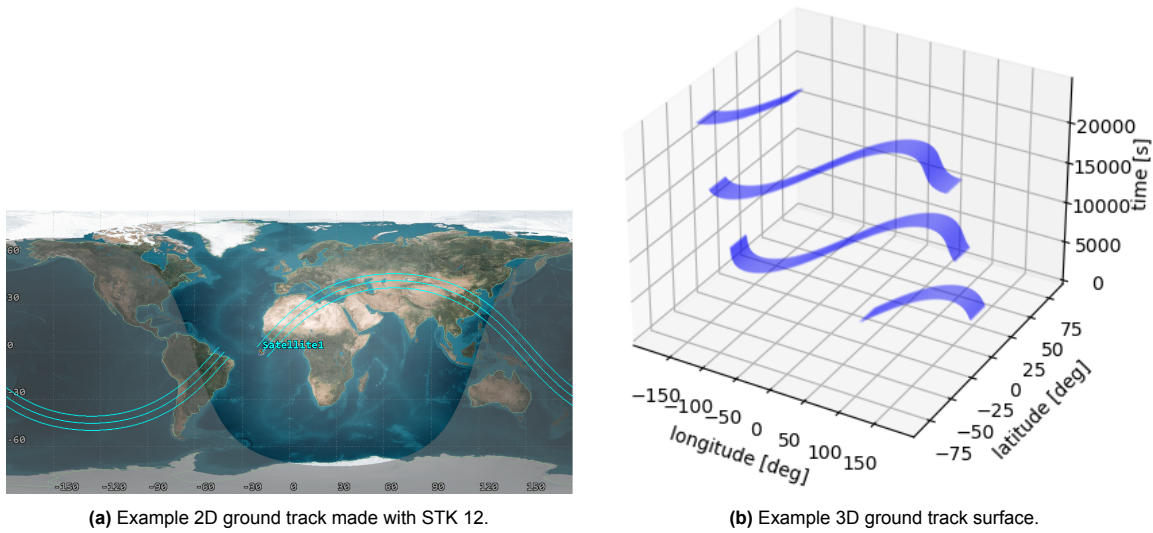 60
30
0
-30
-60
Satellite1
-150 -120 -90 -60 -30 0 30 60 90 120 150
20000
15000
10000
5000
0
time [s]
−150 −100 −50 0 50 100 150
longitude [deg]
75
50
25
0
−25
−50
−75
latitude [deg]
(a) Example 2D ground track made with STK 12.
(b) Example 3D ground track surface.